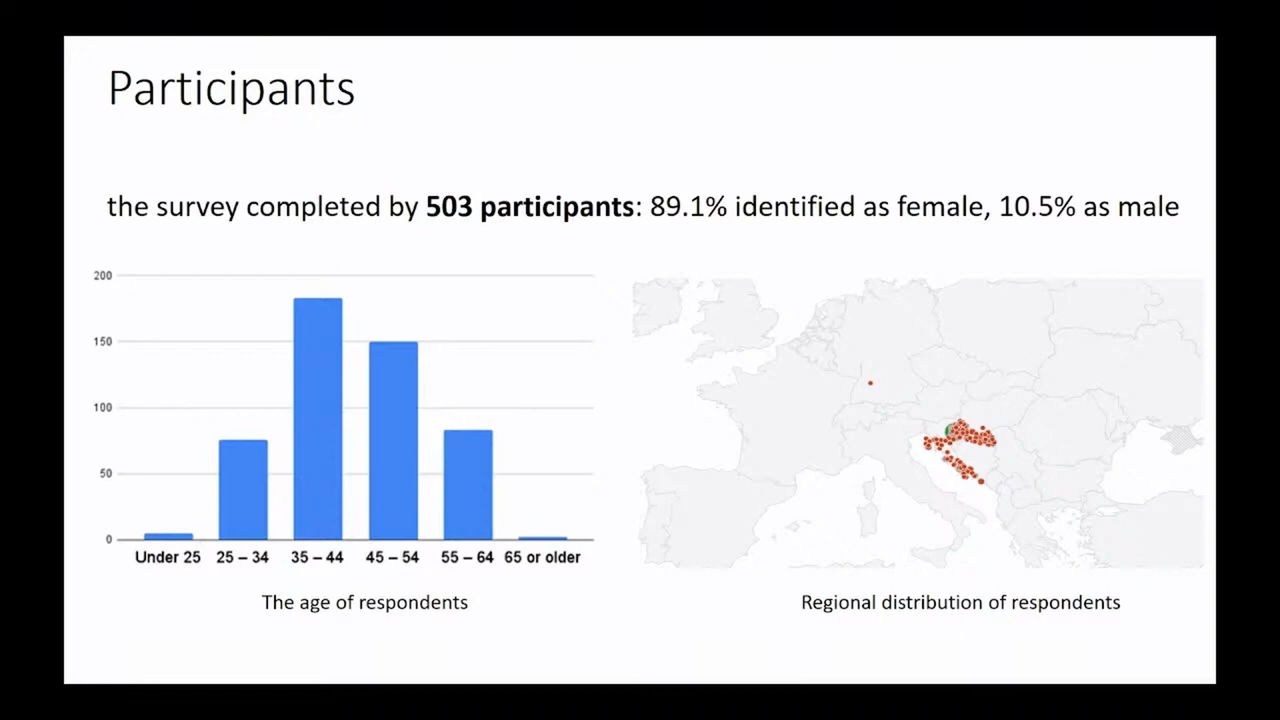 Participants
the survey completed by 503 participants: 89.1% identified as female, 10.5% as male
200
150
100
50
0
Under 25 25 – 34 35 – 44 45 – 54 55 – 64 65 or older
The age of respondents
Regional distribution of respondents